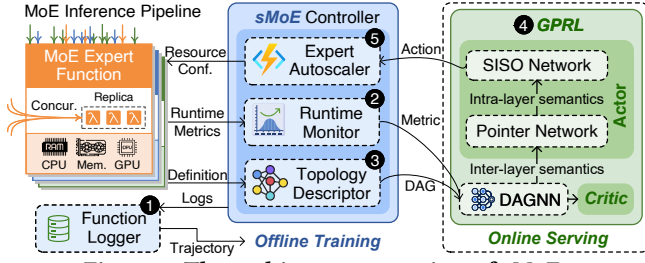 MoE Inference Pipeline
MoE Expert
Function
Concur.
Replica
λ λ λ
RAM
CPU
CPU Mem. GPU
1
Function
Logger
Resource
Conf.
Runtime
Metrics
Definition
Logs
Trajectory
sMoE Controller
5
Expert
Autoscaler
2
Runtime
Monitor
3
Topology
Descriptor
Offline Training
Action
Metric
DAG
4 GPRL
SISO Network
Intra-layer semantics
Pointer Network
Actor
Inter-layer semantics
DAGNN
Critic
Online Serving